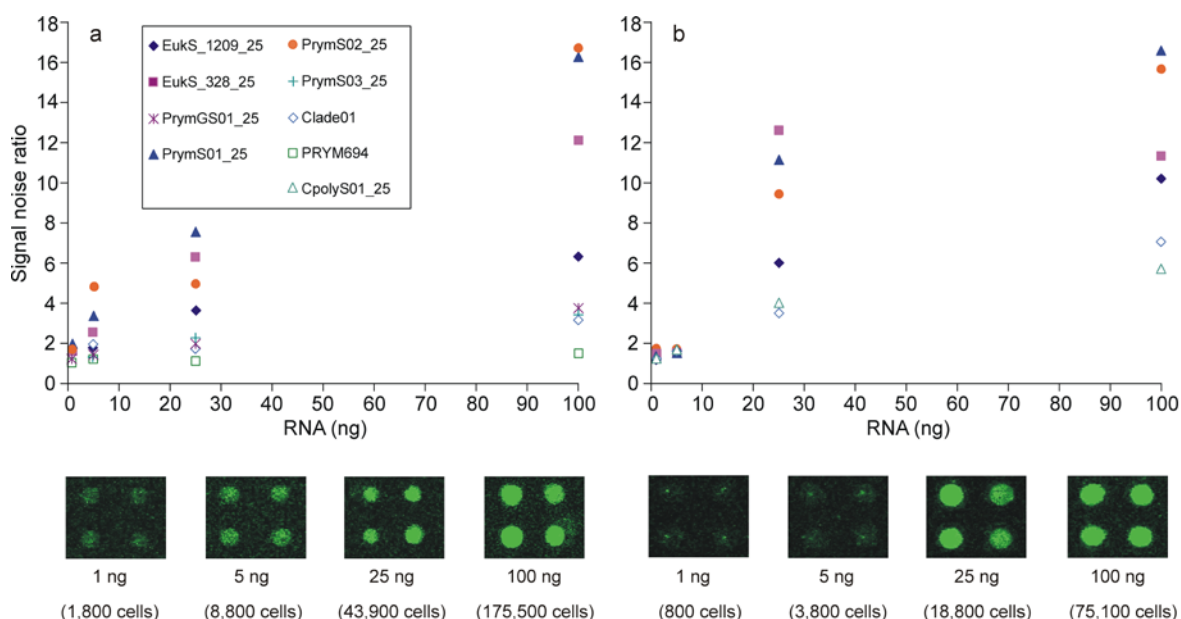 a
b
18
16
14
12
10
8
6
4
2
0
Signal noise ratio
EukS_1209_25
PrymS02_25
EukS_328_25
PrymS03_25
PrymGS01_25
Clade01
PrymS01_25
PRYM694
CpolyS01_25
0 10 20 30 40 50 60 70 80 90 100
RNA (ng)
18
16
14
12
10
8
6
4
2
0
0 10 20 30 40 50 60 70 80 90 100
RNA (ng)
1 ng 5 ng 25 ng 100 ng 1 ng 5 ng 25 ng 100 ng
(1,800 cells) (8,800 cells) (43,900 cells) (175,500 cells) (800 cells) (3,800 cells) (18,800 cells) (75,100 cells)